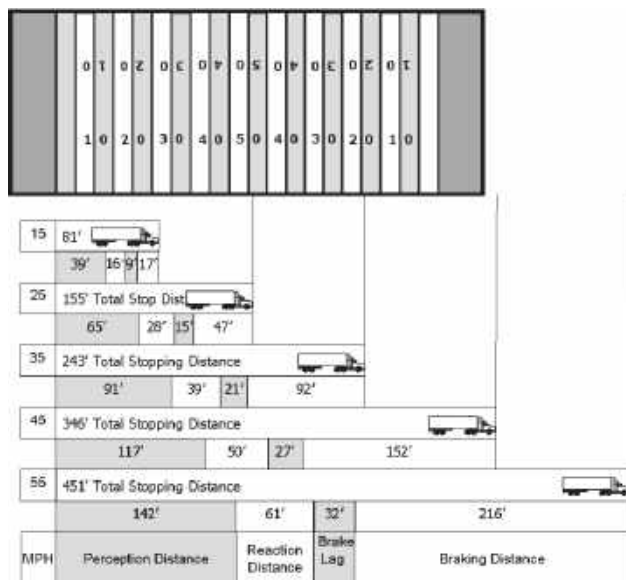 0 1 0 2 0 3 0 4 0 5 0 4 0 3 0 2 0 1
1 0 2 0 3 0 4 0 5 0 4 0 3 0 2 0 1 0
15 81'
39' 16' 9' 17'
25 155' Total Stop Dist
65' 28' 15' 47'
35 243' Total Stopping Distance
91' 39' 21' 92'
45 346' Total Stopping Distance
117' 50' 27' 152'
55 451' Total Stopping Distance
142' 61' 32' 216'
MPH Perception Distance Reaction Distance Brake Lag Braking Distance